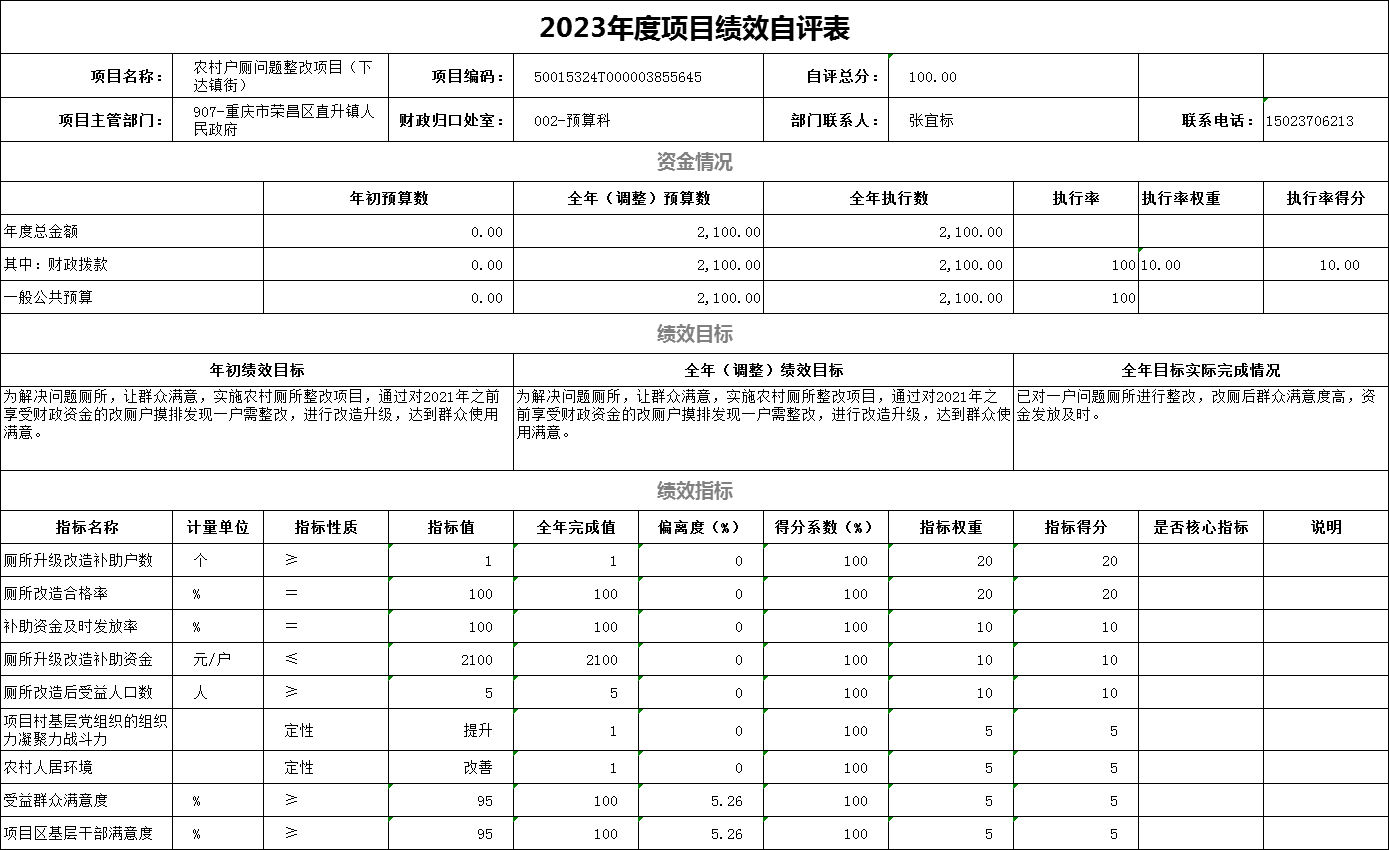 2023年度项目绩效自评表
项目名称： 农村户厕问题整改项目（下达镇街） 项目编码： 50015324T000003855645 自评总分： 100.00
项目主管部门： 907-重庆市荣昌区直升镇人民政府 财政归口处室： 002-预算科 部门联系人： 张宜标 联系电话： 15023706213
资金情况
年初预算数 全年（调整）预算数 全年执行数 执行率 执行率权重 执行率得分
年度总金额 0.00 2,100.00 2,100.00
其中：财政拨款 0.00 2,100.00 2,100.00 100 10.00 10.00
一般公共预算 0.00 2,100.00 2,100.00 100
绩效目标
年初绩效目标 全年（调整）绩效目标 全年目标实际完成情况
为解决问题厕所，让群众满意，实施农村厕所整改项目，通过对2021年之前
享受财政资金的改厕户摸排发现一户需整改，进行改造升级，达到群众使用
满意。
为解决问题厕所，让群众满意，实施农村厕所整改项目，通过对2021年之
前享受财政资金的改厕户摸排发现一户需整改，进行改造升级，达到群众使
用满意。
已对一户问题厕所进行整改，改厕后群众满意度高，资
金发放及时。
绩效指标
指标名称 计量单位 指标性质 指标值 全年完成值 偏离度（%） 得分系数（%） 指标权重 指标得分 是否核心指标 说明
厕所升级改造补助户数 个 ≥ 1 1 0 100 20 20
厕所改造合格率 % ＝ 100 100 0 100 20 20
补助资金及时发放率 % ＝ 100 100 0 100 10 10
厕所升级改造补助资金 元/户 ≤ 2100 2100 0 100 10 10
厕所改造后受益人口数 人 ≥ 5 5 0 100 10 10
项目村基层党组织的组织力凝聚力战斗力 定性 提升 1 0 100 5 5
农村人居环境 定性 改善 1 0 100 5 5
受益群众满意度 % ≥ 95 100 5.26 100 5 5
项目区基层干部满意度 % ≥ 95 100 5.26 100 5 5